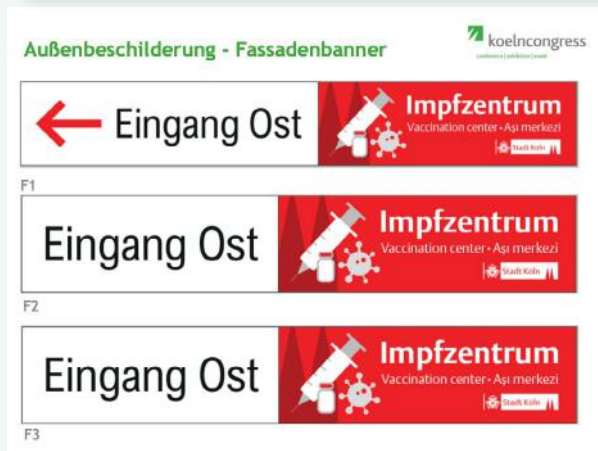 Außenbeschilderung - Fassadenbanner
koelncongress
conference | exhibition | event
← Eingang Ost
Impfzentrum
Vaccination center • Aşı merkezi
Stadt Köln
F1
Eingang Ost
Impfzentrum
Vaccination center • Aşı merkezi
Stadt Köln
F2
Eingang Ost
Impfzentrum
Vaccination center • Aşı merkezi
Stadt Köln
F3